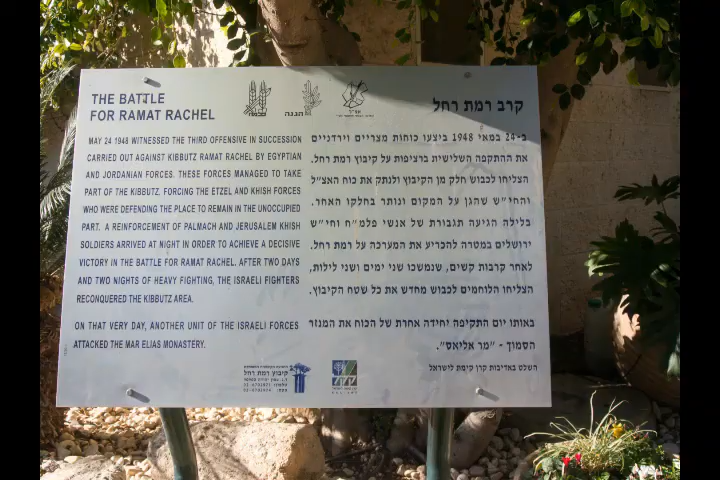 THE BATTLE
FOR RAMAT RACHEL
MAY 24 1948 WITNESSED THE THIRD OFFENSIVE IN SUCCESSION
CARRIED OUT AGAINST KIBBUTZ RAMAT RACHEL BY EGYPTIAN
AND JORDANIAN FORCES. THESE FORCES MANAGED TO TAKE
PART OF THE KIBBUTZ, FORCING THE ETZEL AND KHISH FORCES
WHO WERE DEFENDING THE PLACE TO REMAIN IN THE UNOCCUPIED
PART. A REINFORCEMENT OF PALMACH AND JERUSALEM KHISH
SOLDIERS ARRIVED AT NIGHT IN ORDER TO ACHIEVE A DECISIVE
VICTORY IN THE BATTLE FOR RAMAT RACHEL. AFTER TWO DAYS
AND TWO NIGHTS OF HEAVY FIGHTING, THE ISRAELI FIGHTERS
RECONQUERED THE KIBBUTZ AREA.
ON THAT VERY DAY, ANOTHER UNIT OF THE ISRAELI FORCES
ATTACKED THE MAR ELIAS MONASTERY.
הגנה
אצ"ל
קרב רמת רחל
ב-24 במאי 1948 ביצעו כוחות מצריים וירדניים
את ההתקפה השלישית ברציפות על קיבוץ רמת רחל.
הצליחו לכבוש חלק מן הקיבוץ ולנתק את כוח האצ"ל
והחי"ש שהגן על המקום ונותר בחלקו האחר.
בלילה הגיעה תגבורת של אנשי פלמ"ח וחי"ש
ירושלים במטרה להכריע את המערכה על רמת רחל.
לאחר קרבות קשים, שנמשכו שני ימים ושני לילות,
הצליחו הלוחמים לכבוש מחדש את כל שטח הקיבוץ.
באותו יום התקיפה יחידה אחרת של הכוח את המנזר
הסמוך - "מר אליאס".
השלט באדיבות קרן קימת לישראל
קיבוץ רמת רחל